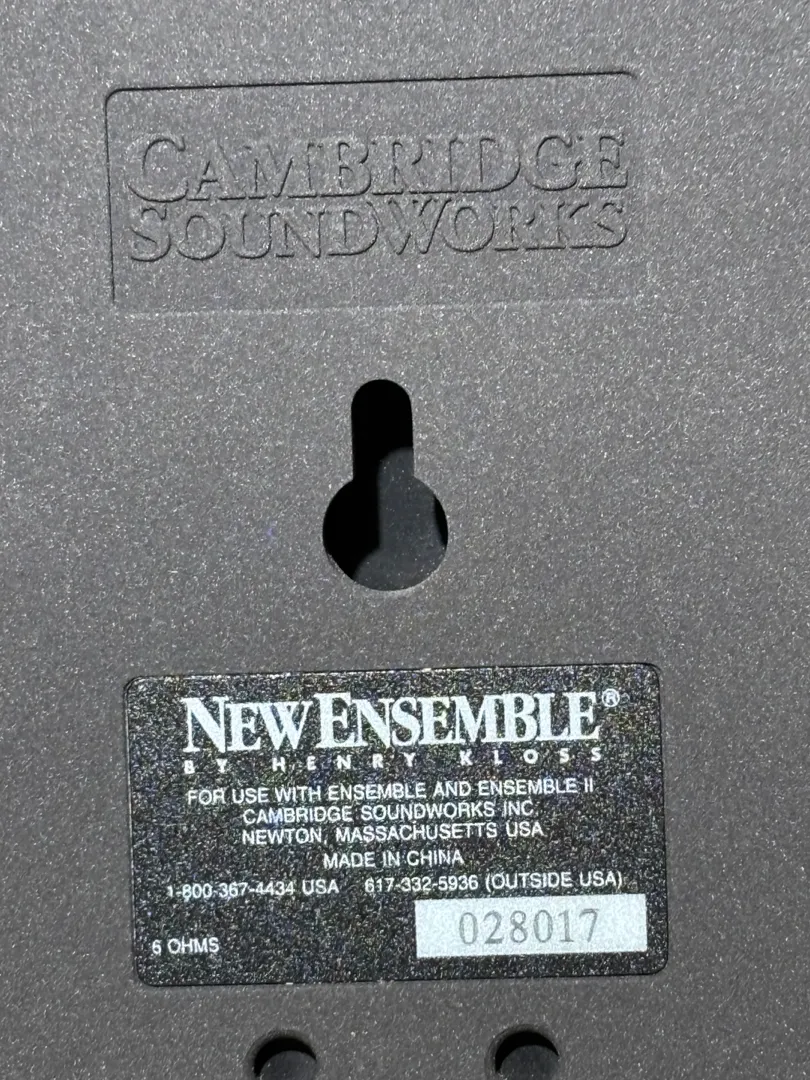 CAMBRIDGE
SOUNDWORKS
NEW ENSEMBLE®
BY HENRY KLOSS
FOR USE WITH ENSEMBLE AND ENSEMBLE II
CAMBRIDGE SOUNDWORKS INC.
NEWTON, MASSACHUSETTS USA
MADE IN CHINA
1-800-367-4434 USA 617-332-5936 (OUTSIDE USA)
6 OHMS 028017